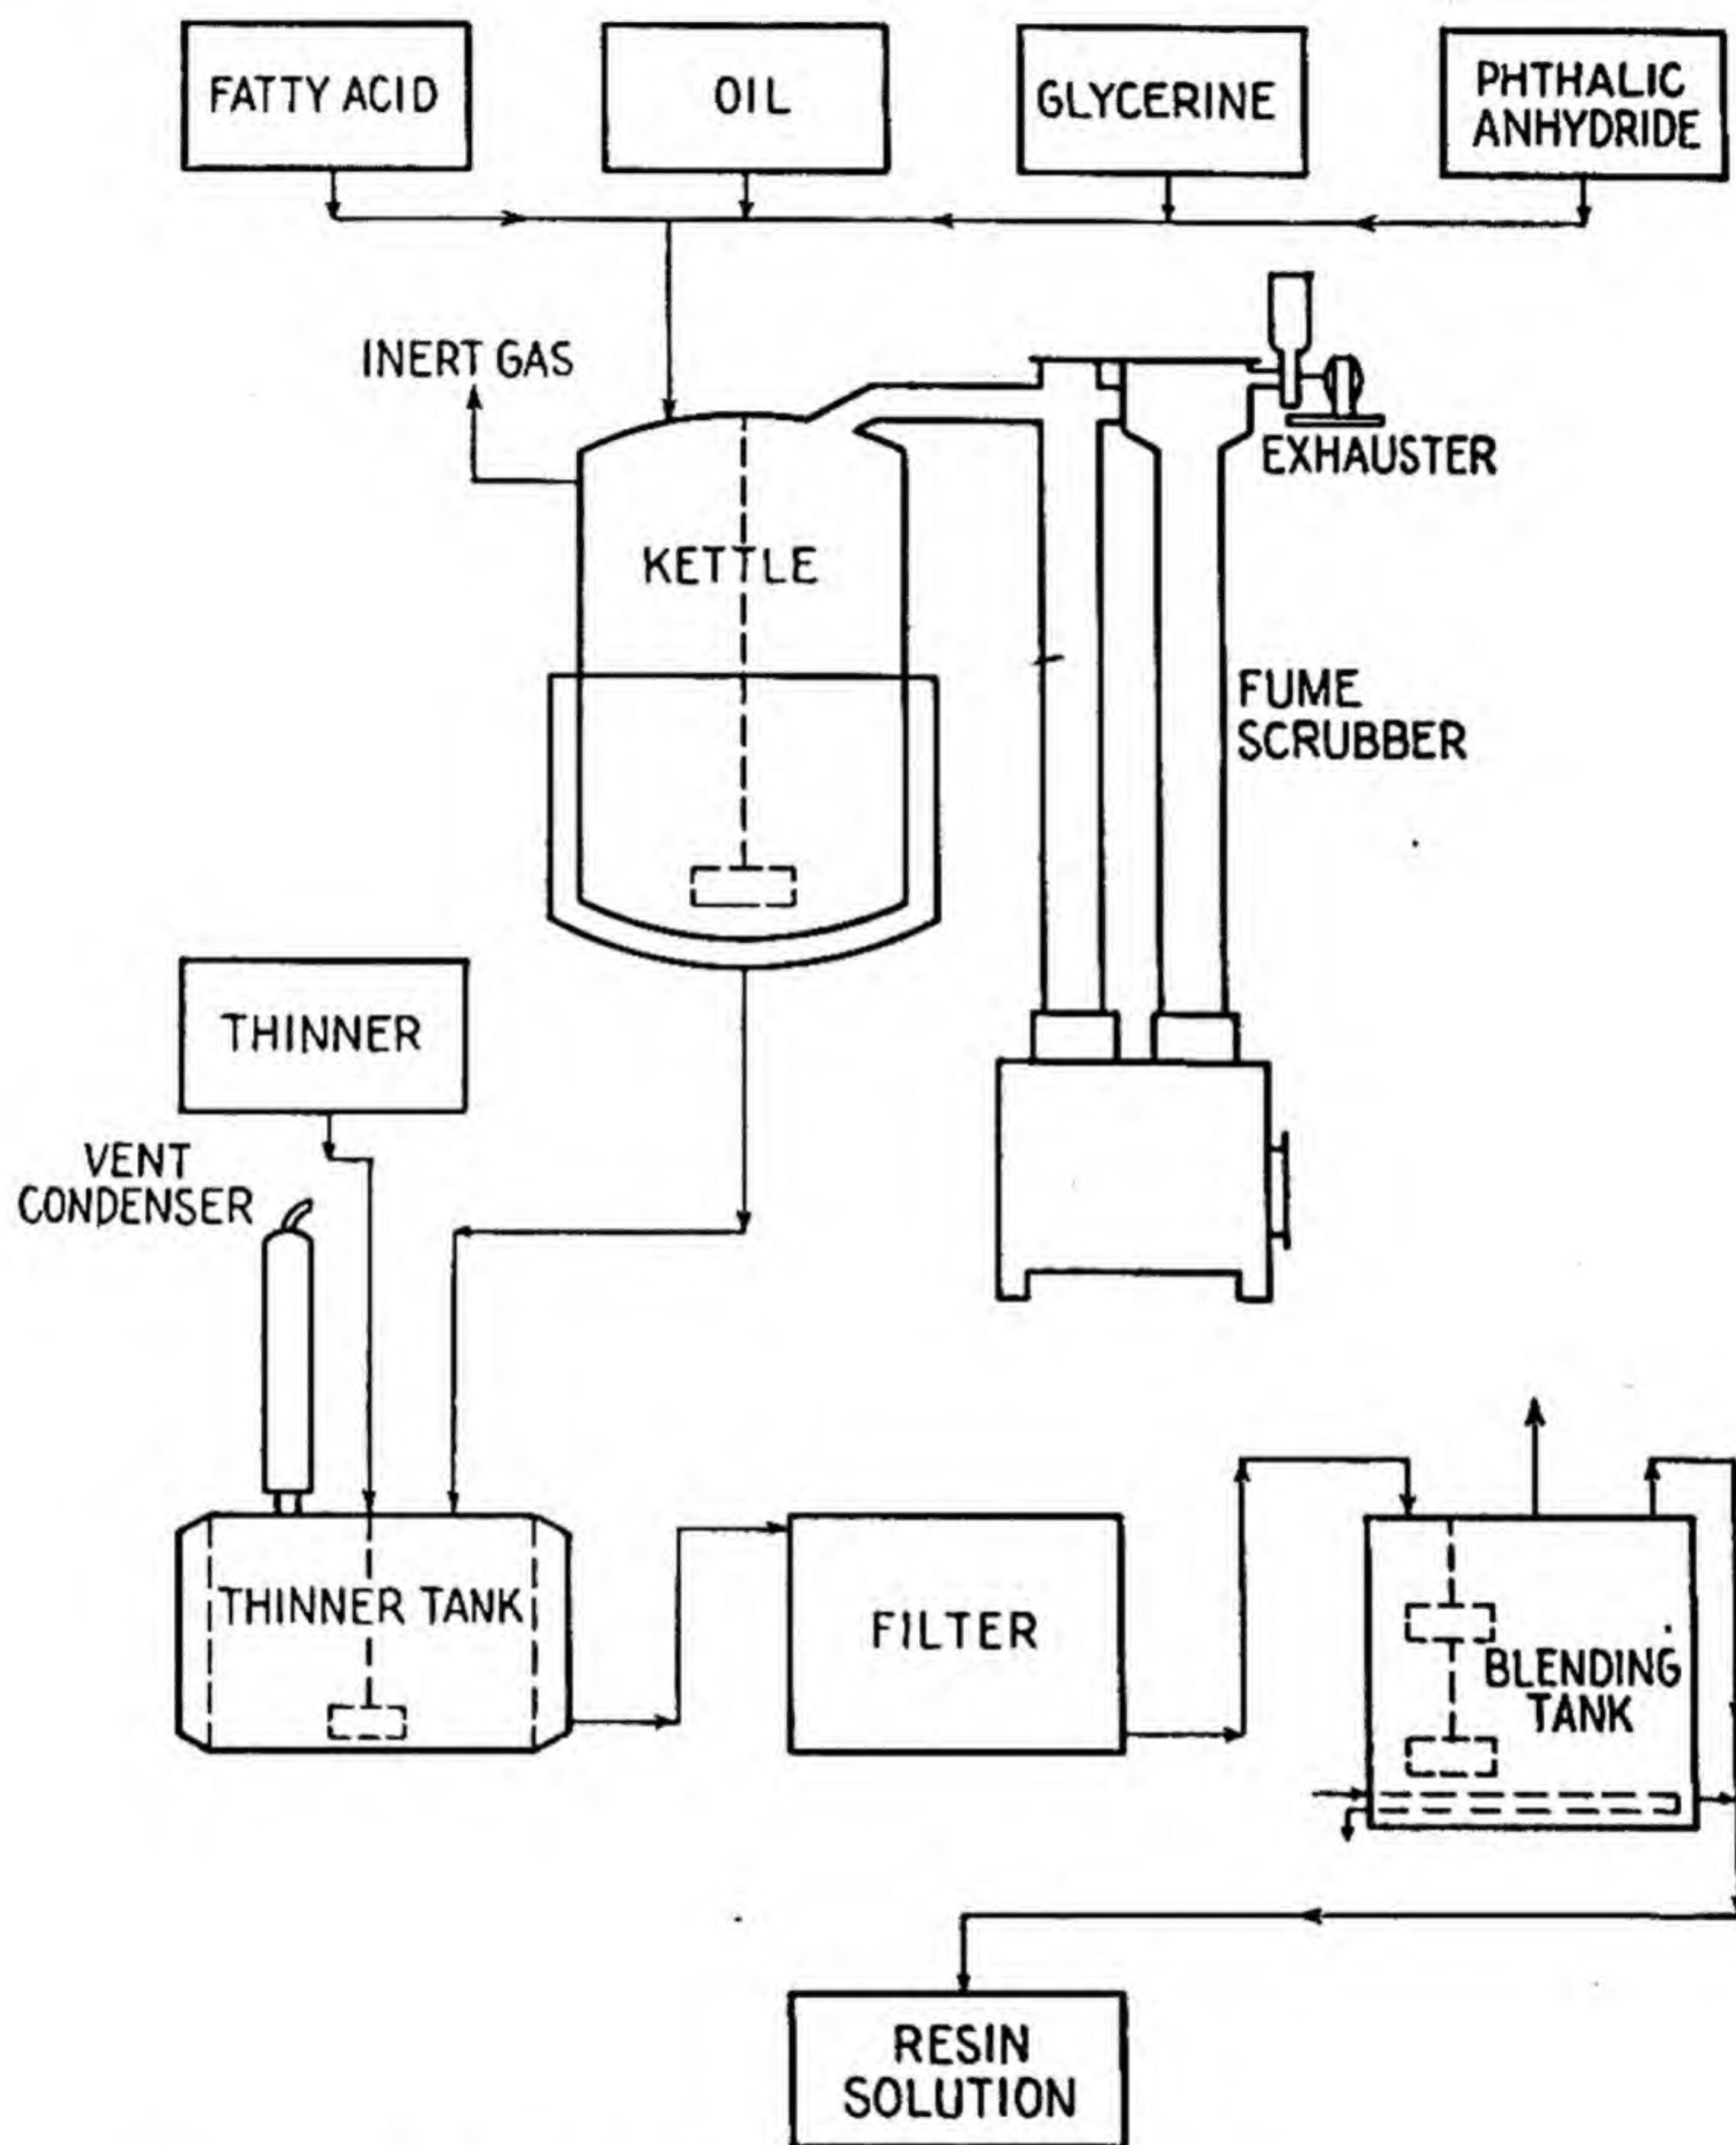 FATTY ACID
OIL
GLYCERINE
PHTHALIC
ANHYDRIDE
INERT GAS
EXHAUSTER
KETTLE
FUME
SCRUBBER
THINNER
VENT
CONDENSER
THINNER TANK
FILTER
BLENDING
TANK
RESIN
SOLUTION